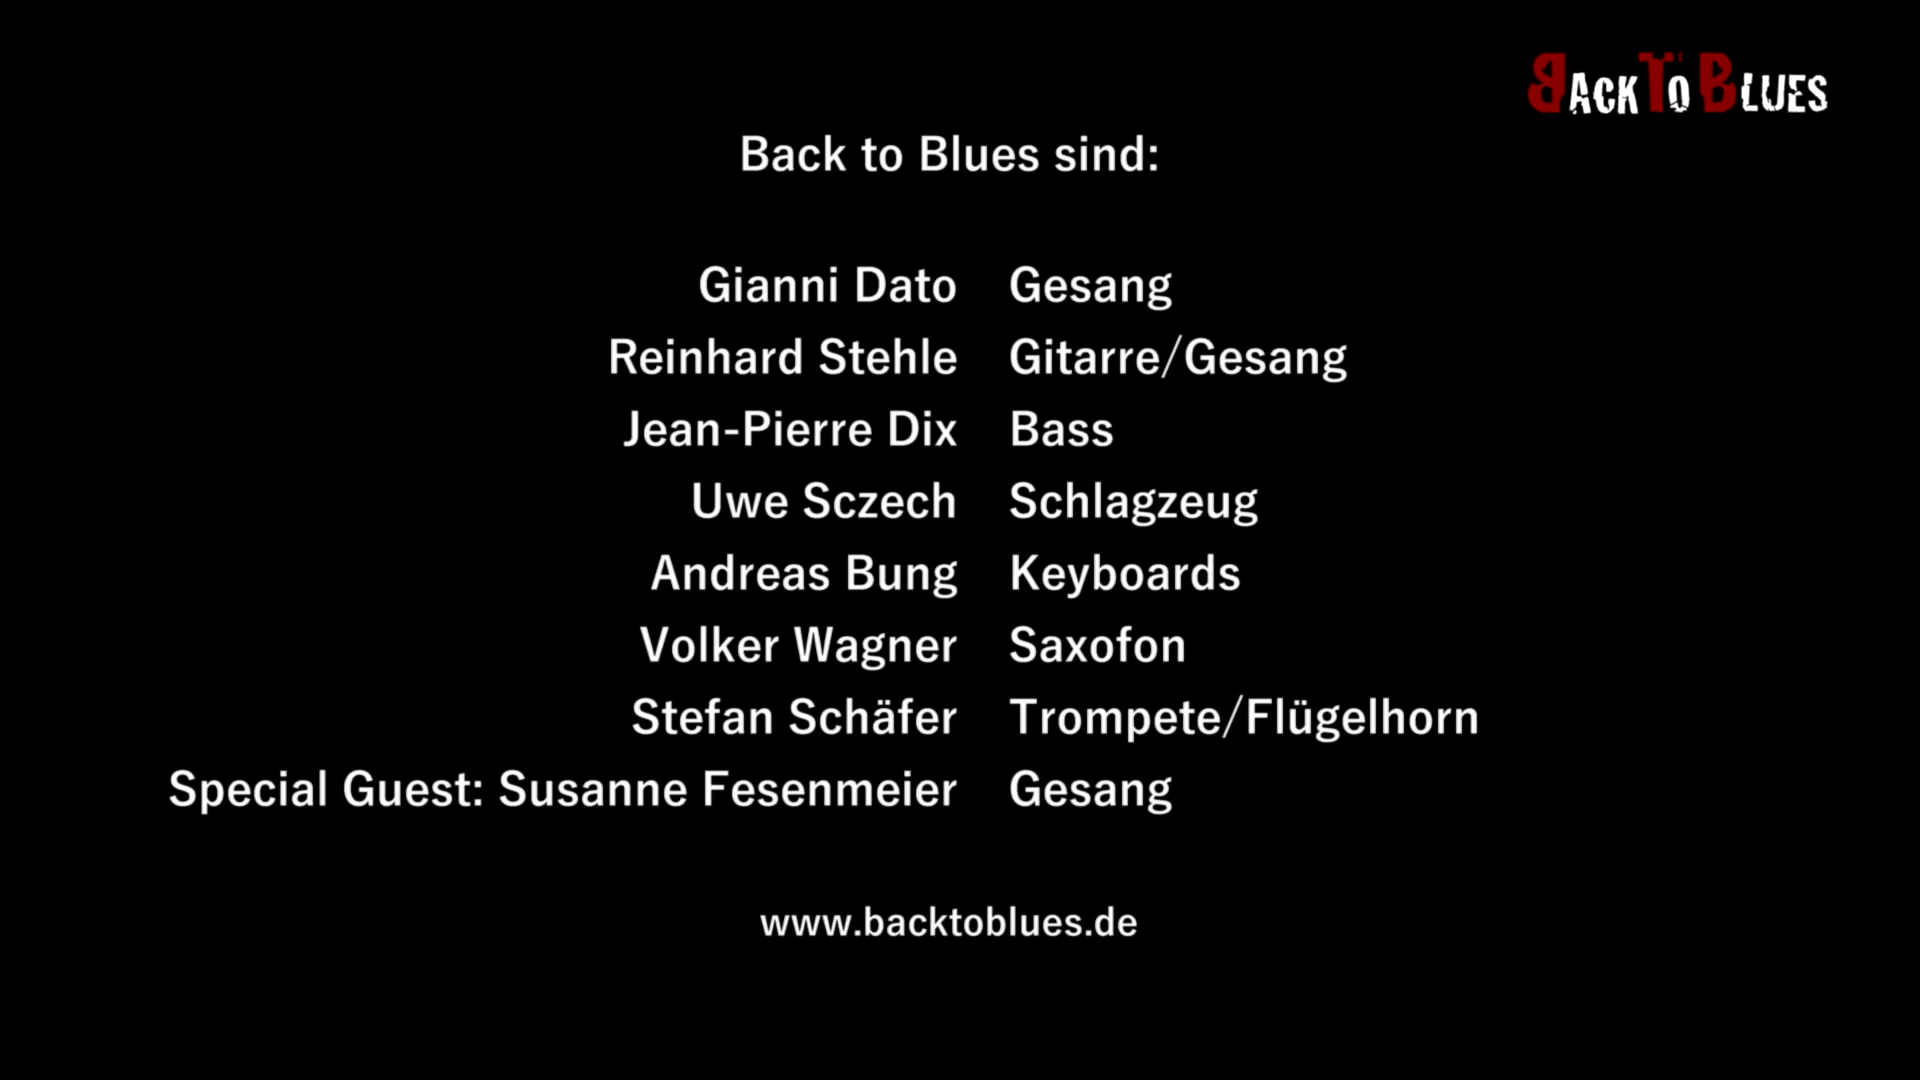 Back To Blues
Back to Blues sind:
Gianni Dato Gesang
Reinhard Stehle Gitarre/Gesang
Jean-Pierre Dix Bass
Uwe Sczech Schlagzeug
Andreas Bung Keyboards
Volker Wagner Saxofon
Stefan Schäfer Trompete/Flügelhorn
Special Guest: Susanne Fesenmeier Gesang
www.backtoblues.de